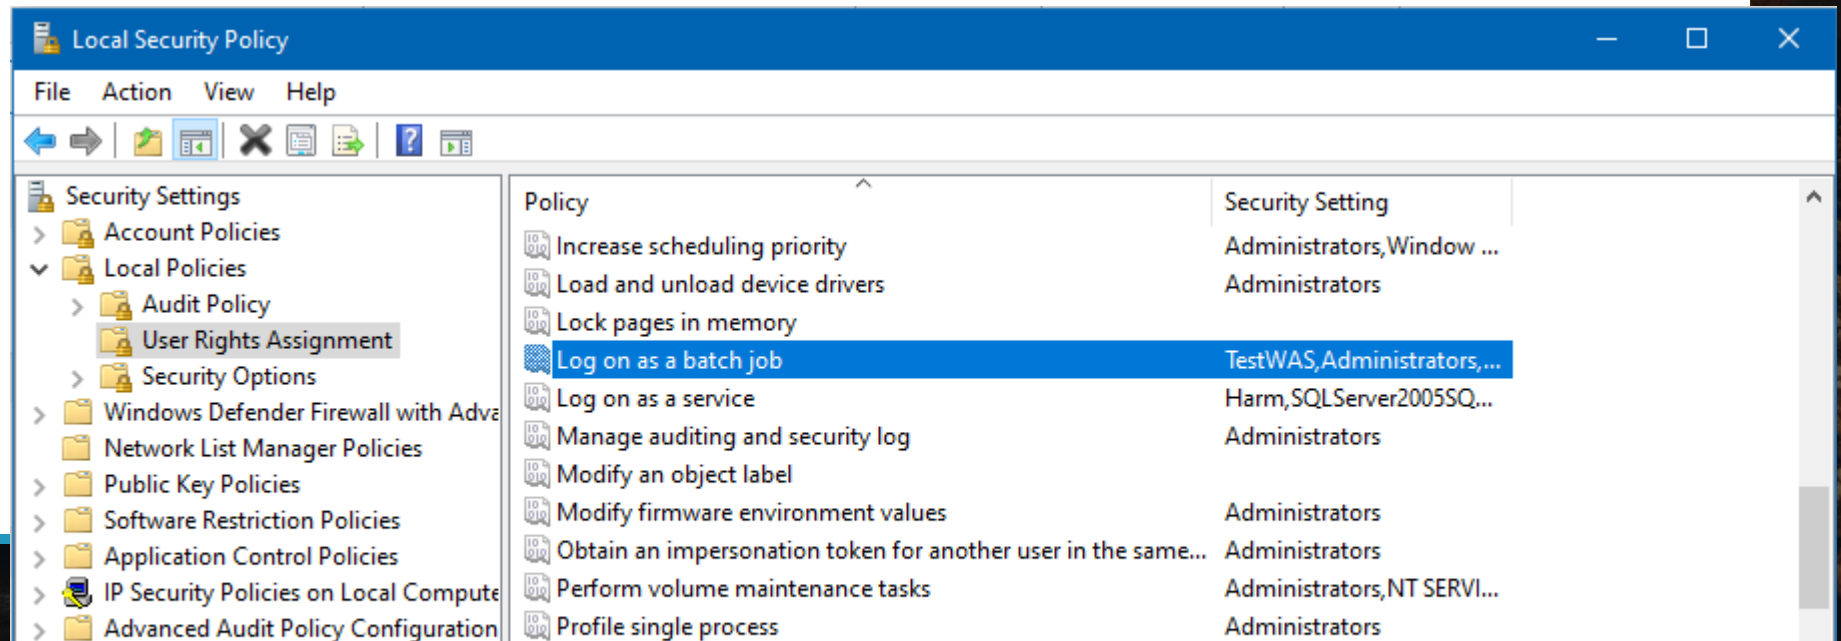 Local Security Policy
File Action View Help
Security Settings
Account Policies
Local Policies
Audit Policy
User Rights Assignment
Security Options
Windows Defender Firewall with Adva
Network List Manager Policies
Public Key Policies
Software Restriction Policies
Application Control Policies
IP Security Policies on Local Compute
Advanced Audit Policy Configuration
Policy Security Setting
Increase scheduling priority Administrators,Window ...
Load and unload device drivers Administrators
Lock pages in memory
Log on as a batch job TestWAS,Administrators,...
Log on as a service Harm,SQLServer2005SQ...
Manage auditing and security log Administrators
Modify an object label
Modify firmware environment values Administrators
Obtain an impersonation token for another user in the same... Administrators
Perform volume maintenance tasks Administrators,NT SERVI...
Profile single process Administrators